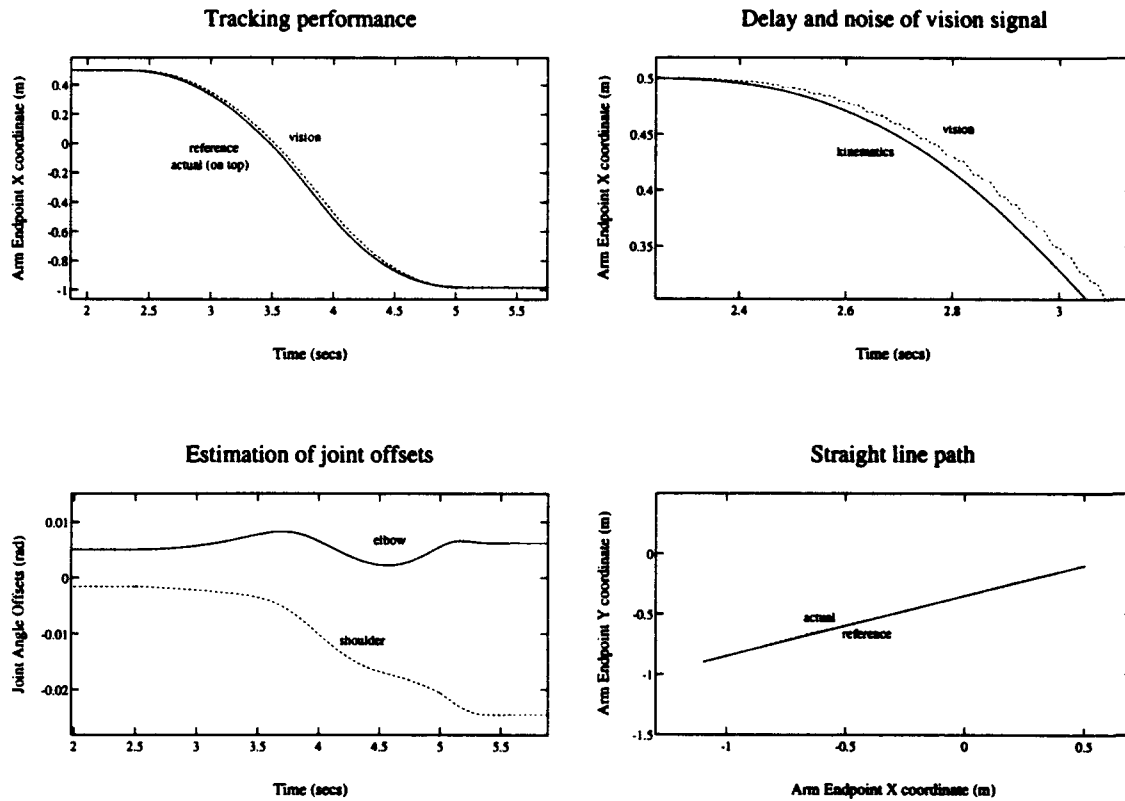 Tracking performance
Arm Endpoint X coordinate (m)
0.4
0.2
0
-0.2
-0.4
-0.6
-0.8
-1
vision
reference
actual (on top)
2
2.5
3
3.5
4
4.5
5
5.5
Time (secs)
Delay and noise of vision signal
Arm Endpoint X coordinate (m)
0.5
0.45
0.4
0.35
vision
kinematics
2.4
2.6
2.8
3
Time (secs)
Estimation of joint offsets
Joint Angle Offsets (rad)
0.01
0
-0.01
-0.02
elbow
shoulder
2
2.5
3
3.5
4
4.5
5
5.5
Time (secs)
Straight line path
Arm Endpoint Y coordinate (m)
0
-0.5
-1
-1.5
actual
reference
-1
-0.5
0
0.5
Arm Endpoint X coordinate (m)